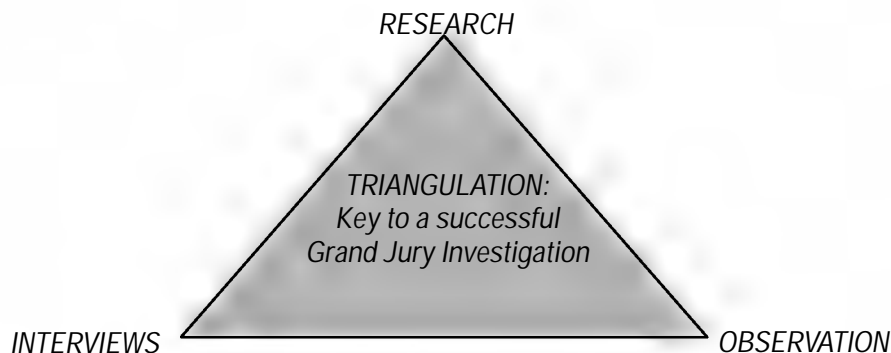 RESEARCH
TRIANGULATION:
Key to a successful
Grand Jury Investigation
INTERVIEWS
OBSERVATION